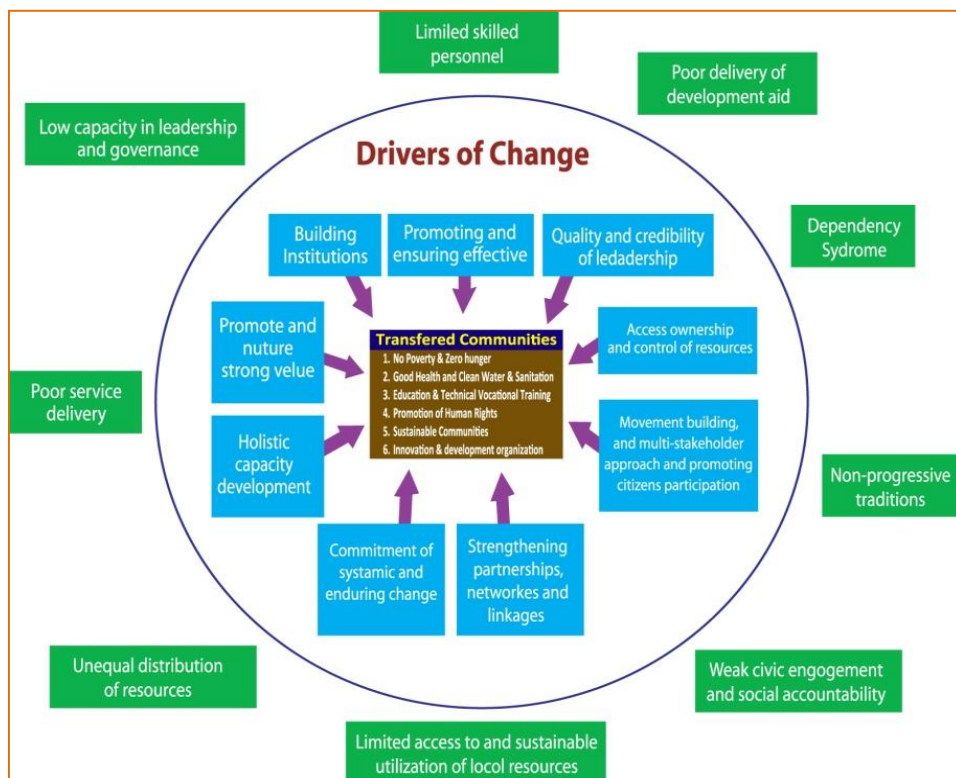 Limiled skilled
personnel
Poor delivery of
development aid
Low capacity in leadership
and governance
Drivers of Change
Dependency
Sydrome
Building
Institutions
Promoting and
ensuring effective
Quality and credibility
of ledadership
Promote and
nuture
strong velue
Transfered Communities
1. No Poverty & Zero hunger
2. Good Health and Clean Water & Sanitation
3. Education & Technical Vocational Training
4. Promotion of Human Rights
5. Sustainable Communities
6. Innovation & development organization
Access ownership
and control of resources
Poor service
delivery
Holistic
capacity
development
Movement building,
and multi-stakeholder
approach and promoting
citizens participation
Non-progressive
traditions
Commitment of
systamic and
enduring change
Strengthening
partnerships,
networkes and
linkages
Unequal distribution
of resources
Weak civic engogement
and social accountability
Limited access to and sustainable
utilization of locol resources